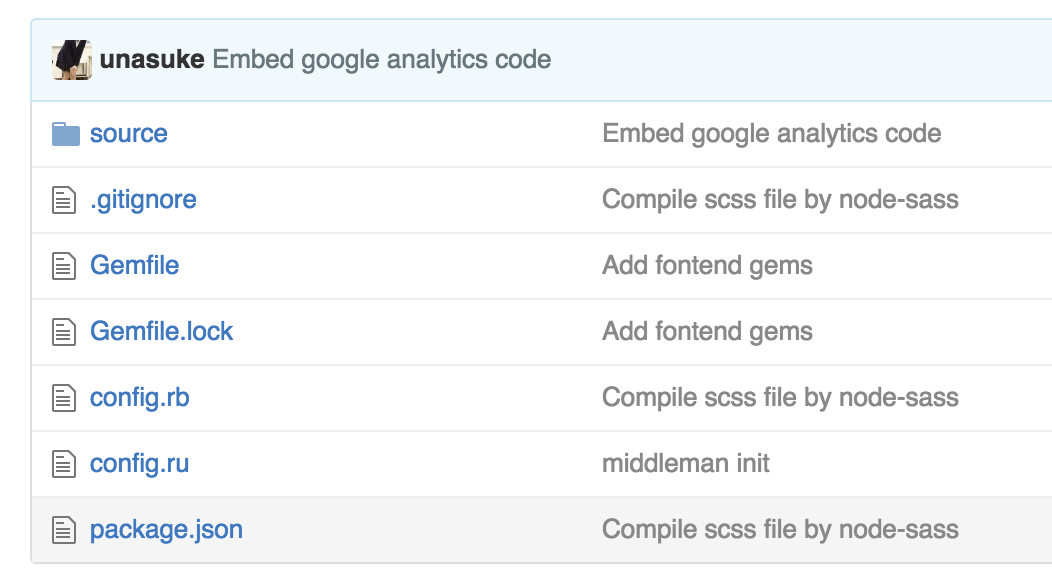 unasuke Embed google analytics code
source Embed google analytics code
.gitignore Compile scss file by node-sass
Gemfile Add fontend gems
Gemfile.lock Add fontend gems
config.rb Compile scss file by node-sass
config.ru middleman init
package.json Compile scss file by node-sass